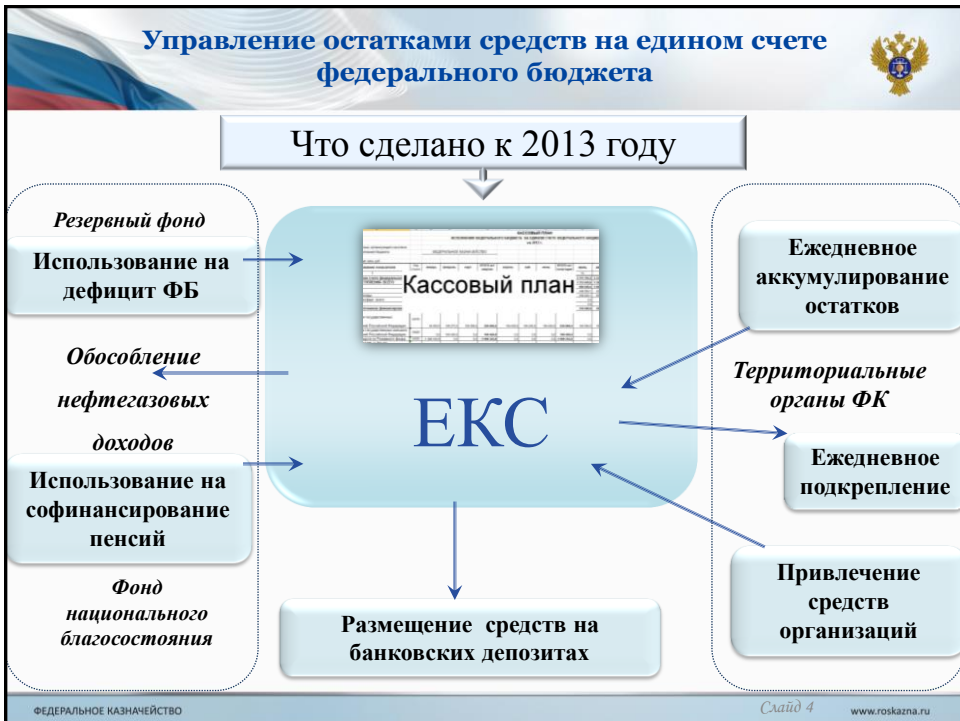 Управление остатками средств на едином счете
федерального бюджета
Что сделано к 2013 году
Резервный фонд
Использование на
дефицит ФБ
Обособление
нефтегазовых
доходов
Использование на
софинансирование
пенсий
Фонд
национального
благосостояния
КАССОВЫЙ ПЛАН
Кассовый план
ЕКС
Размещение средств на
банковских депозитах
Ежедневное
аккумулирование
остатков
Территориальные
органы ФК
Ежедневное
подкрепление
Привлечение
средств
организаций
ФЕДЕРАЛЬНОЕ КАЗНАЧЕЙСТВО
Слайд 4
www.roskazna.ru